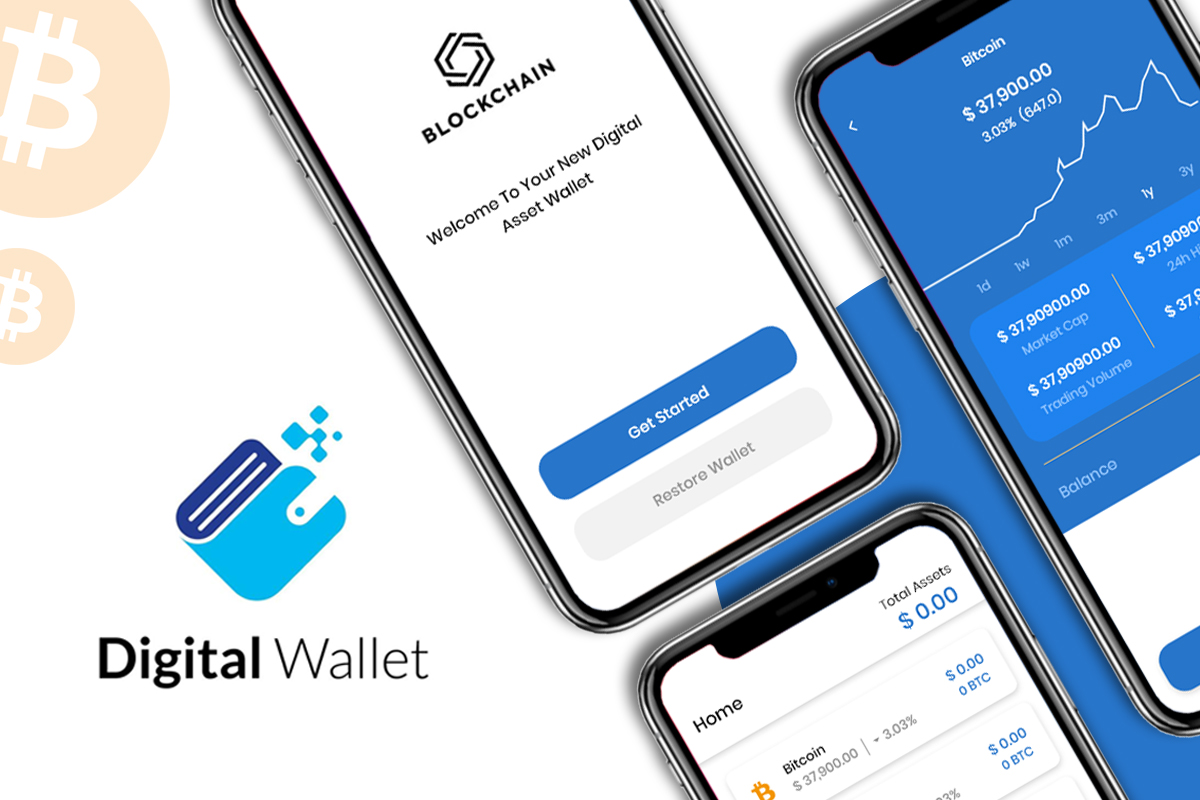 BLOCKCHAIN
Welcome To Your New Digital
Asset Wallet
Get Started
Restore Wallet
Bitcoin
$ 37,900.00
3.03% (647.0)
1d 1w 1m 3m 1y 3y
$ 37,90900.00
Market Cap
$ 37,90900.00
Trading Volume
24h
Balance
Digital Wallet
Total Assets
$ 0.00
Home
Bitcoin
$ 37,900.00 | 3.03%
$ 0.00
0 BTC
$ 0.00
0 BTC